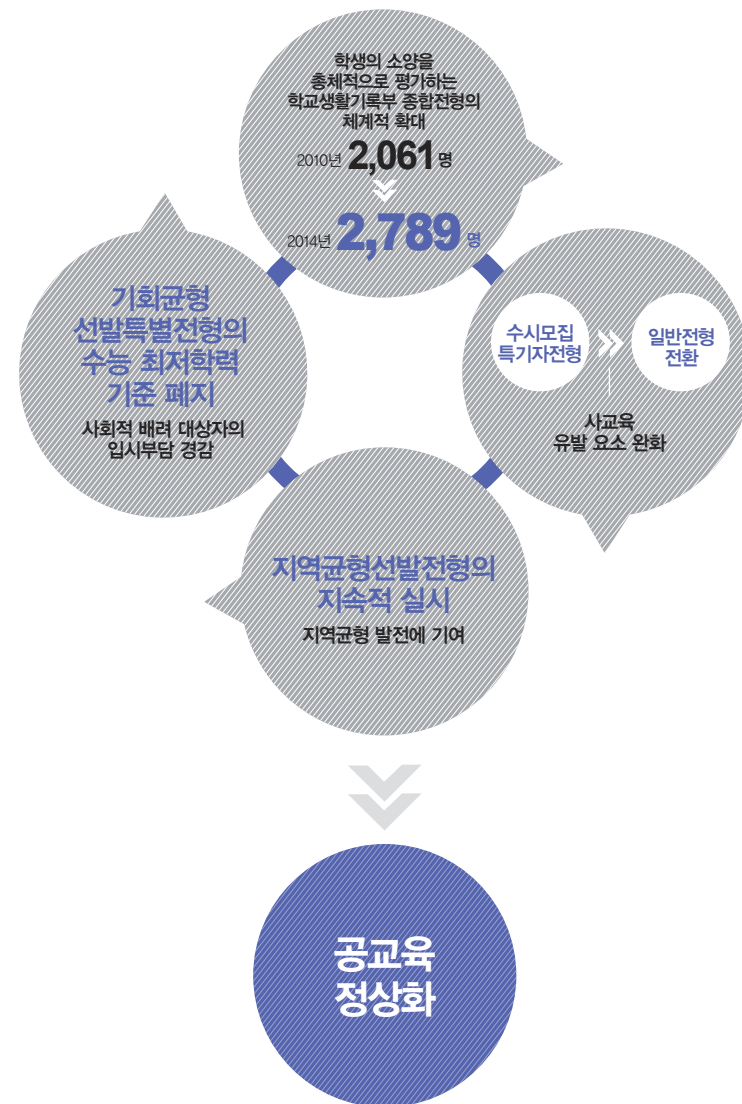 학생의 소양을
총체적으로 평가하는
학교생활기록부 종합전형의
체계적 확대
2010년 2,061명
2014년 2,789명
기회균형
선발특별전형의
수능 최저학력
기준 폐지
사회적 배려 대상자의
입시부담 경감
수시모집
특기자전형
일반전형
전환
사교육
유발 요소 완화
지역균형선발전형의
지속적 실시
지역균형 발전에 기여
공교육
정상화